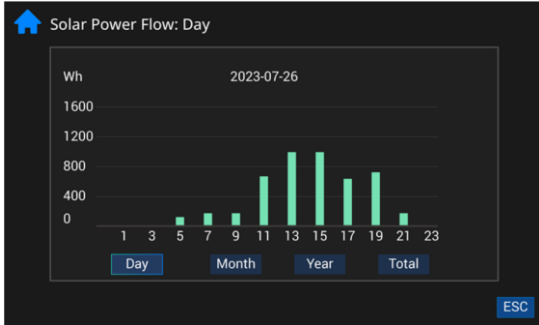 Solar Power Flow: Day
Wh 2023-07-26
1600
1200
800
400
0
1 3 5 7 9 11 13 15 17 19 21 23
Day Month Year Total
ESC